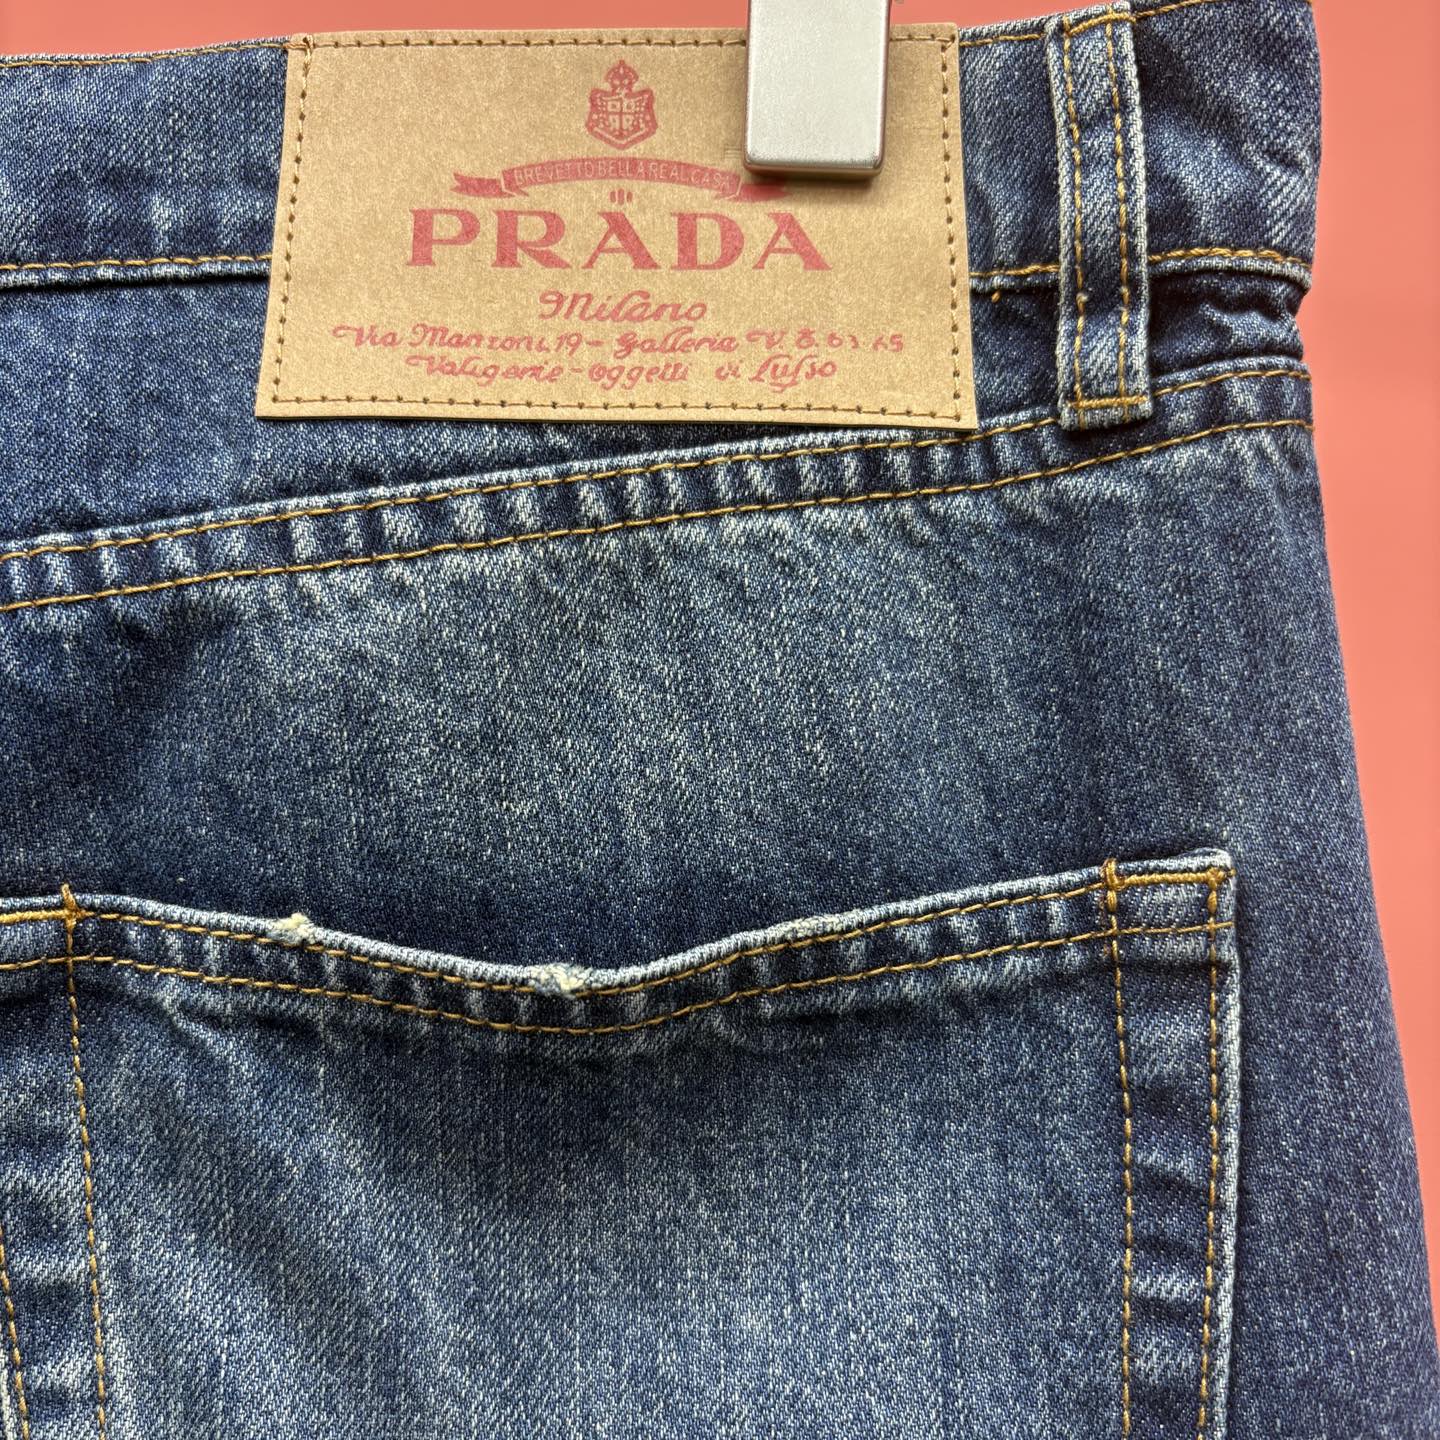 BREVETTO DELLA REAL CASA
PRADA
Milano
Via Manzoni, 19 - Galleria V. E. 63 65
Valigerie - oggetti di Lusso